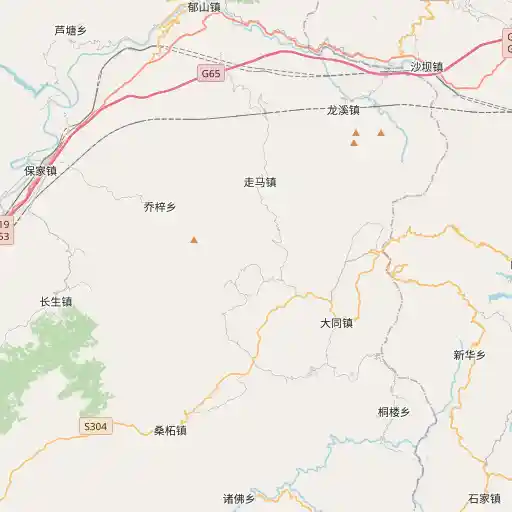 郁山镇
芦塘乡
G65
沙坝镇
龙溪镇
保家镇
走马镇
乔梓乡
长生镇
大同镇
新华乡
桐楼乡
S304
桑柘镇
诸佛乡
石家镇